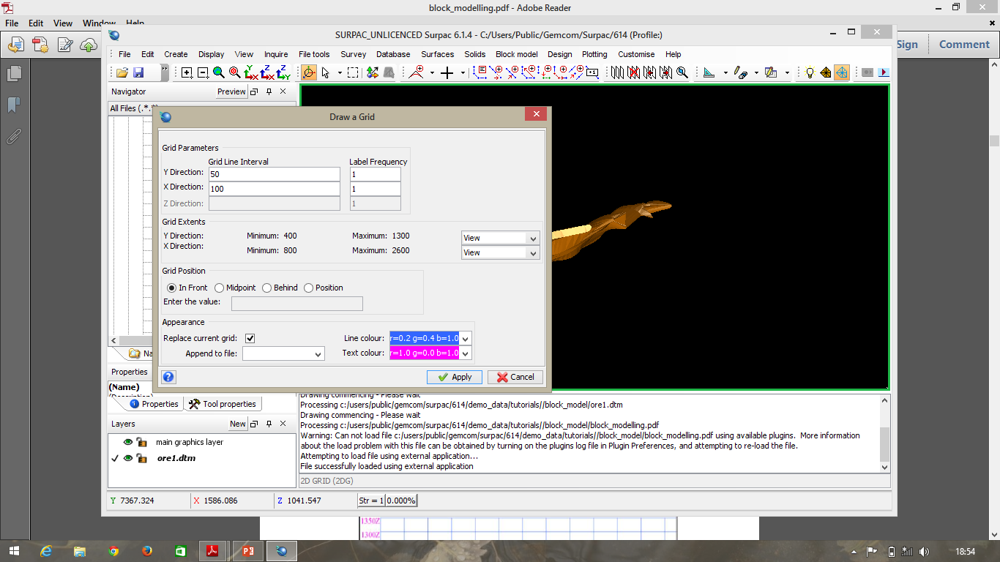 block_modelling.pdf - Adobe Reader
File Edit View Window Help
Sign Comment
SURPAC_UNLICENCED Surpac 6.1.4 - C:/Users/Public/Gemcom/Surpac/614 (Profile:)
File Edit Create Display View Inquire File tools Survey Database Surfaces Solids Block model Design Plotting Customise Help
Navigator Preview
All Files (.*.*)
Draw a Grid
Grid Parameters
Grid Line Interval Label Frequency
Y Direction: 50 1
X Direction: 100 1
Z Direction: 1
Grid Extents
Y Direction: Minimum: 400 Maximum: 1300 View
X Direction: Minimum: 800 Maximum: 2600 View
Grid Position
In Front Midpoint Behind Position
Enter the value:
Appearance
Replace current grid: Line colour: r=0.2 g=0.4 b=1.0
Append to file: Text colour: r=1.0 g=0.0 b=1.0
Apply Cancel
Na
Properties
(Name)
Properties Tool properties
Layers New
main graphics layer
ore1.dtm
Drawing commencing - Please wait
Processing c:/users/public/gemcom/surpac/614/demo_data/tutorials//block_model/ore1.dtm
Drawing commencing - Please wait
Processing c:/users/public/gemcom/surpac/614/demo_data/tutorials//block_model/block_modelling.pdf
Warning: Can not load file c:/users/public/gemcom/surpac/614/demo_data/tutorials//block_model/block_modelling.pdf using available plugins. More information
about the load problem with this file can be obtained by turning on the plugins log file in Plugin Preferences, and attempting to re-load the file.
Attempting to load file using external application...
File successfully loaded using external application
2D GRID (2DG)
Y 7367.324 X 1586.086 Z 1041.547 Str = 1 0.000%
1350Z
1300Z
18:54